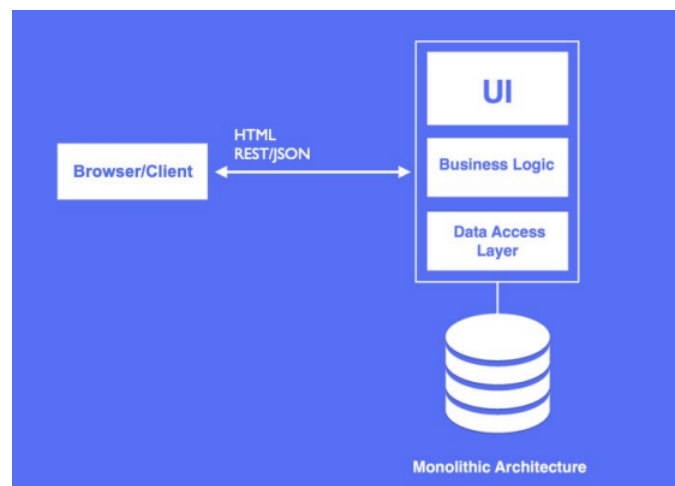 UI
HTML
REST/JSON
Browser/Client
Business Logic
Data Access
Layer
Monolithic Architecture